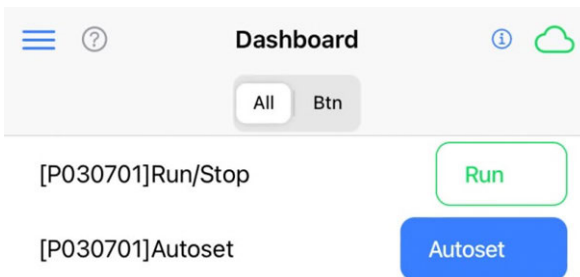 Dashboard
All Btn
[P030701]Run/Stop Run
[P030701]Autoset Autoset